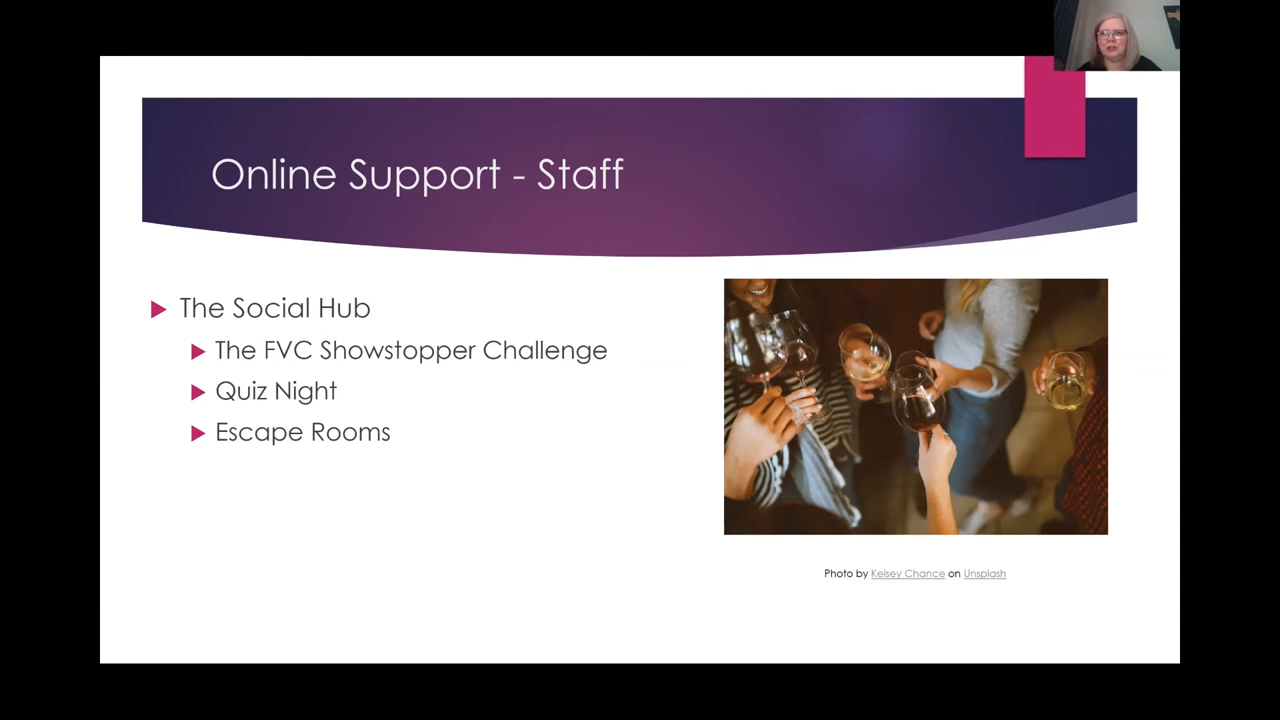 Online Support - Staff
The Social Hub
The FVC Showstopper Challenge
Quiz Night
Escape Rooms
Photo by Kelsey Chance on Unsplash